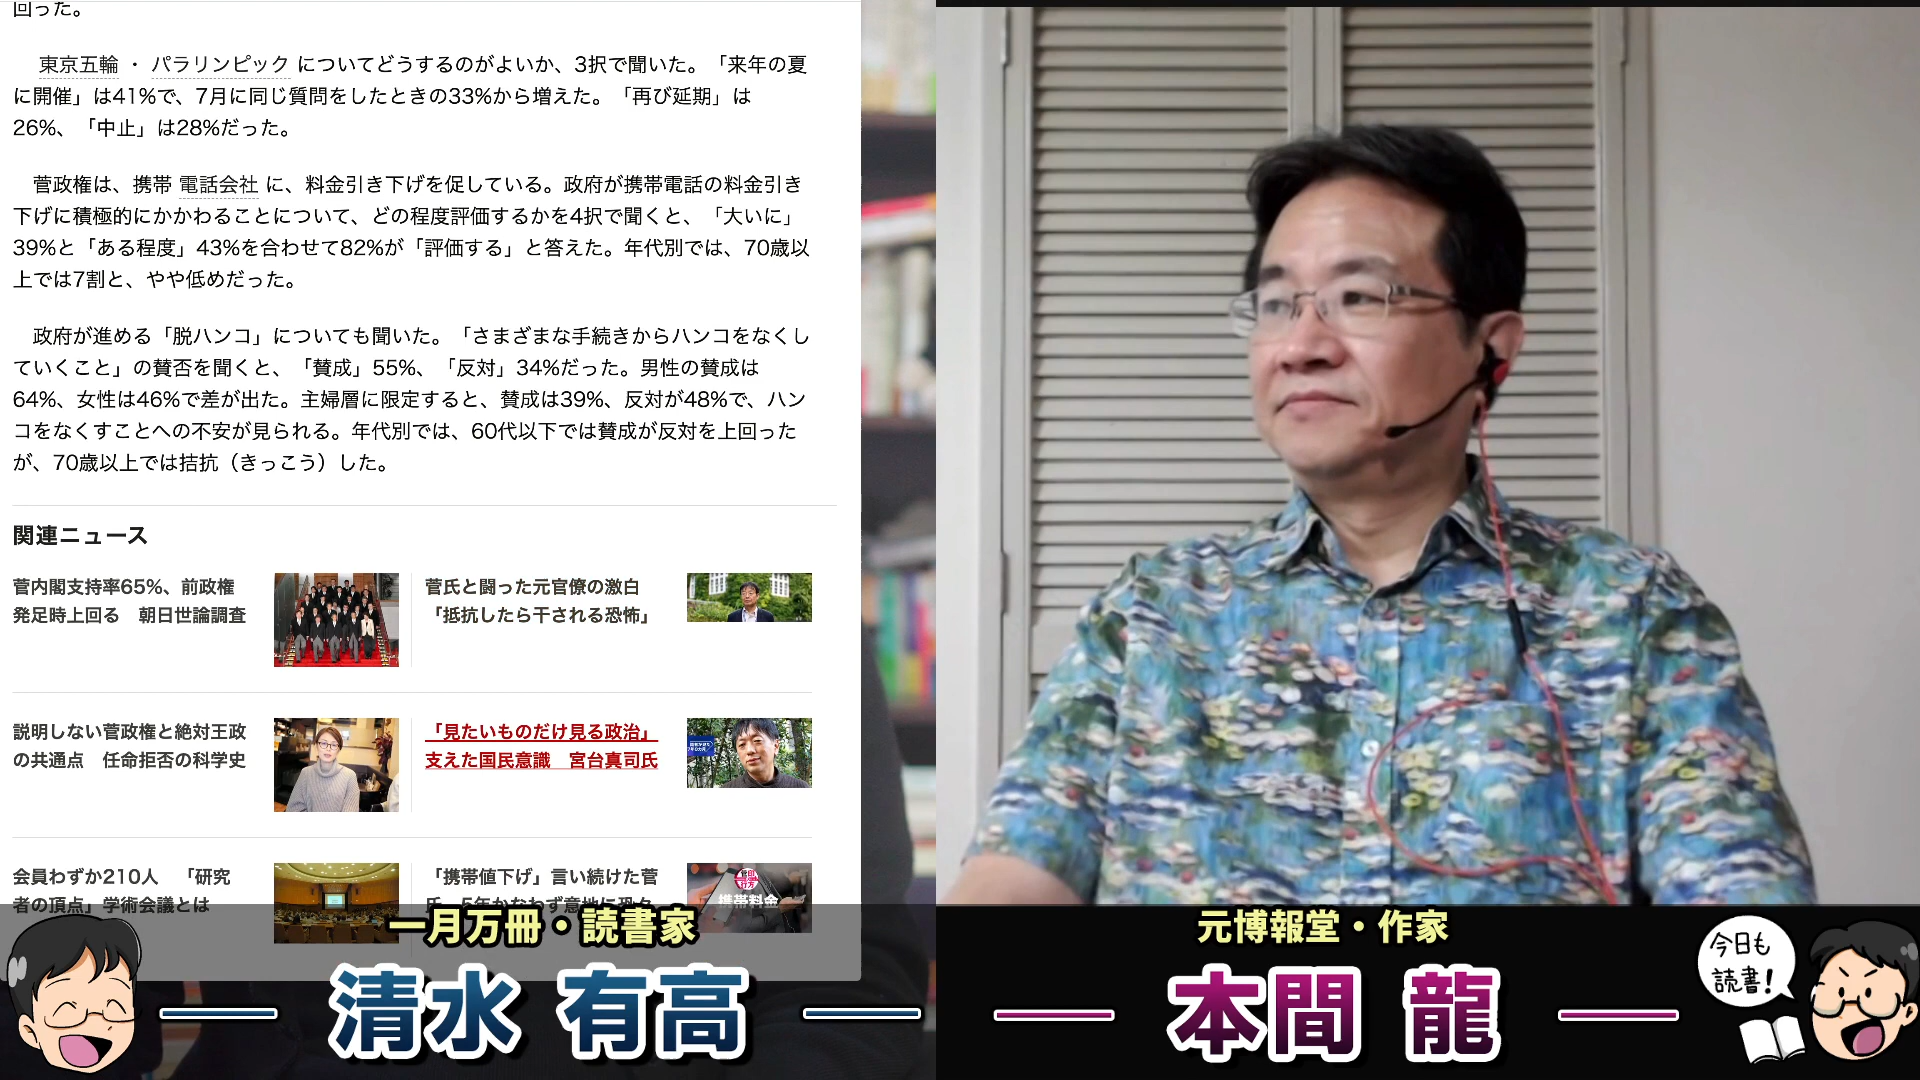 回った。
東京五輪 ・ パラリンピック についてどうするのがよいか、3択で聞いた。「来年の夏
に開催」は41%で、7月に同じ質問をしたときの33%から増えた。「再び延期」は
26%、「中止」は28%だった。
菅政権は、携帯 電話会社 に、料金引き下げを促している。政府が携帯電話の料金引き
下げに積極的にかかわることについて、どの程度評価するかを4択で聞くと、「大いに」
39%と「ある程度」43%を合わせて82%が「評価する」と答えた。年代別では、70歳以
上では7割と、やや低めだった。
政府が進める「脱ハンコ」についても聞いた。「さまざまな手続きからハンコをなくし
ていくこと」の賛否を聞くと、「賛成」55%、「反対」34%だった。男性の賛成は
64%、女性は46%で差が出た。主婦層に限定すると、賛成は39%、反対が48%で、ハン
コをなくすことへの不安が見られる。年代別では、60代以下では賛成が反対を上回った
が、70歳以上では拮抗（きっこう）した。
関連ニュース
菅内閣支持率65%、前政権
発足時上回る 朝日世論調査
菅氏と闘った元官僚の激白
「抵抗したら干される恐怖」
説明しない菅政権と絶対王政
の共通点 任命拒否の科学史
「見たいものだけ見る政治」
支えた国民意識 宮台真司氏
会員わずか210人 「研究
者の頂点」学術会議とは
「携帯値下げ」言い続けた菅
氏 5年かなわず意地に恐々
携帯料金
一月万冊・読書家
清水 有高
元博報堂・作家
本間 龍
今日も
読書！